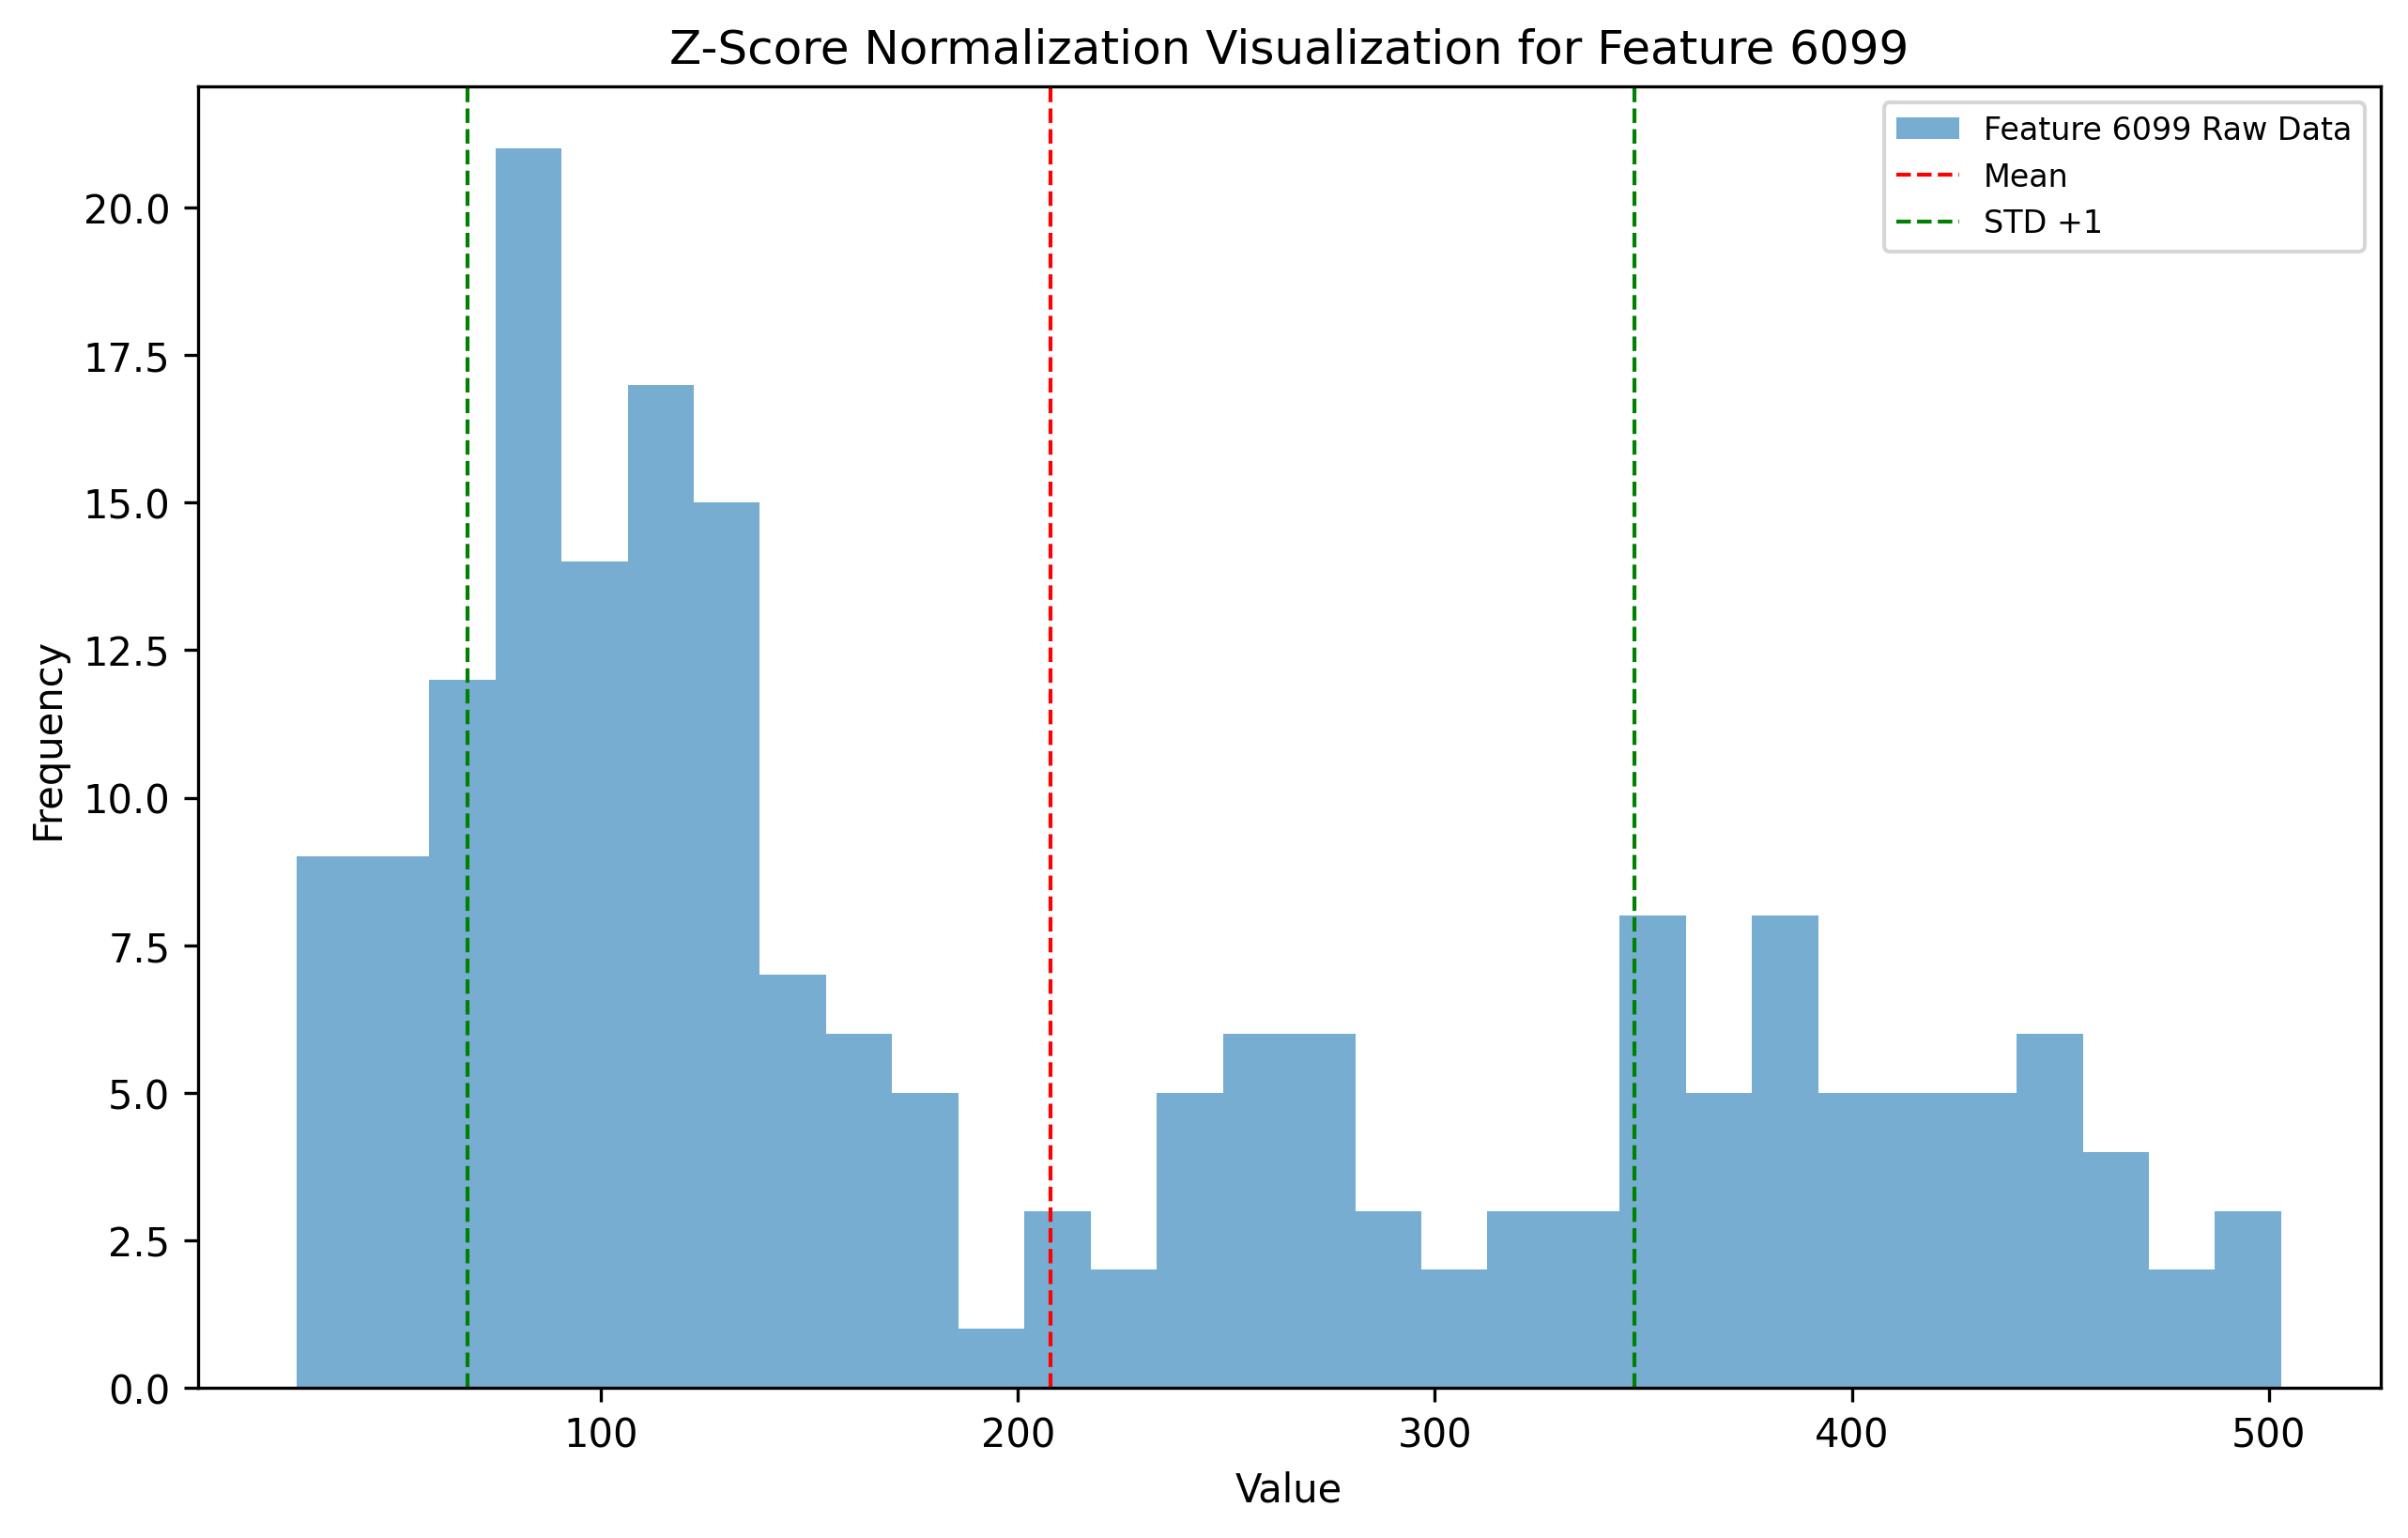 Z-Score Normalization Visualization for Feature 6099
Feature 6099 Raw Data
Mean
STD +1
Frequency
20.0
17.5
15.0
12.5
10.0
7.5
5.0
2.5
0.0
100 200 300 400 500
Value